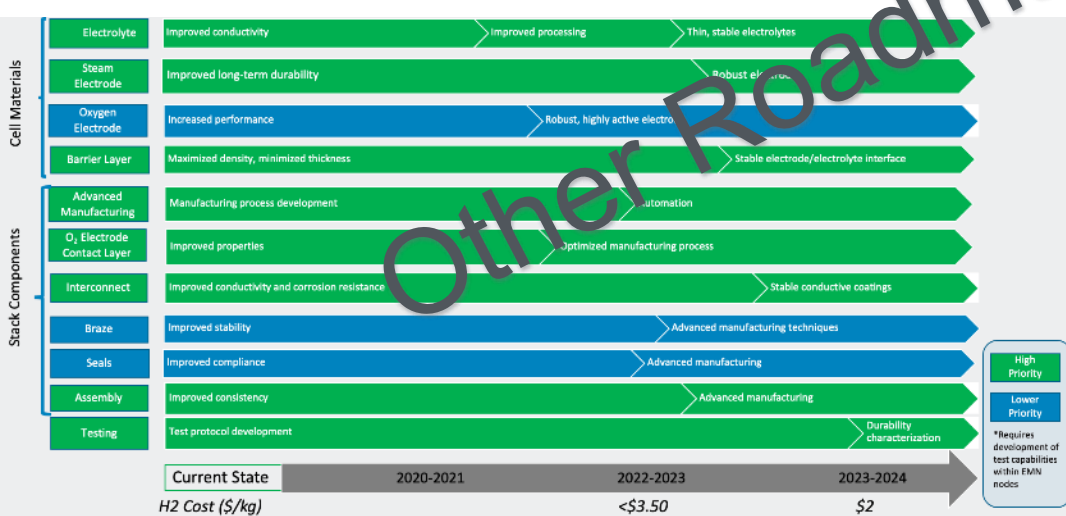 Cell Materials
Electrolyte
Improved conductivity
Improved processing
Thin, stable electrolytes
Steam
Electrode
Improved long-term durability
Robust
Oxygen
Electrode
Increased performance
Robust, highly active
Barrier Layer
Maximized density, minimized thickness
Stable electrode/electrolyte interface
Stack Components
Advanced
Manufacturing
Manufacturing process development
Automation
O₂ Electrode
Contact Layer
Improved properties
Optimized manufacturing process
Interconnect
Improved conductivity and corrosion resistance
Stable conductive coatings
Braze
Improved stability
Advanced manufacturing techniques
Seals
Improved compliance
Advanced manufacturing
Assembly
Improved consistency
Advanced manufacturing
Testing
Test protocol development
Durability
characterization
Current State
2020-2021
2022-2023
2023-2024
H2 Cost ($/kg)
<$3.50
$2
High
Priority
Lower
Priority
*Requires
development of
test capabilities
within EMN
nodes
Other